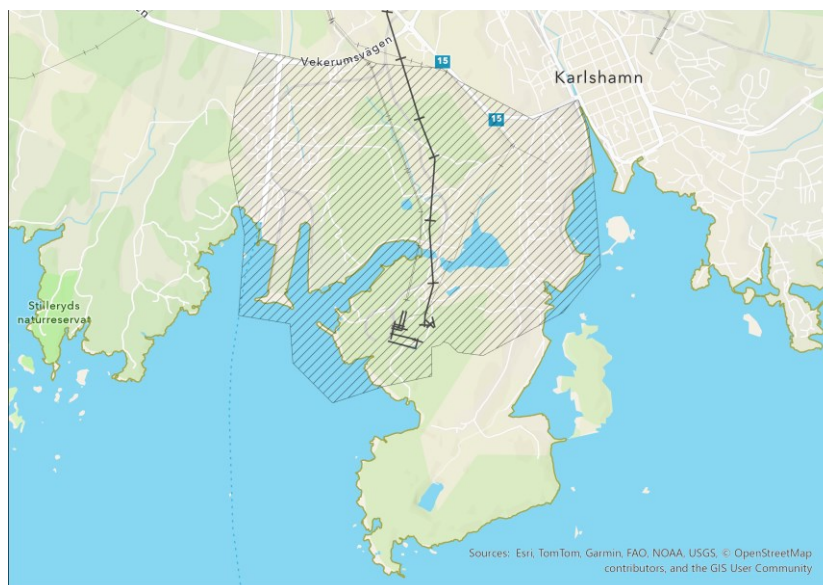 Vekerumsvägen
15
Karlshamn
15
Stilleryds
naturreservat
Sources: Esri, TomTom, Garmin, FAO, NOAA, USGS, © OpenStreetMap
contributors, and the GIS User Community